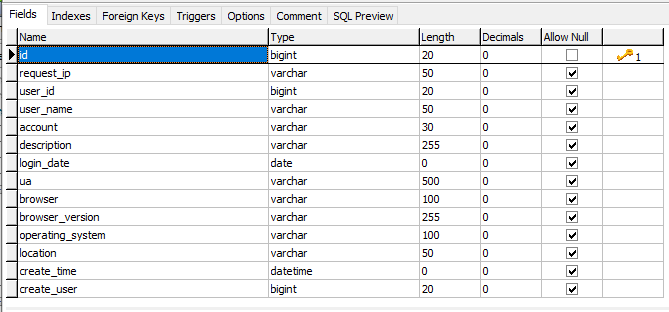 Fields Indexes Foreign Keys Triggers Options Comment SQL Preview
Name Type Length Decimals Allow Null
id bigint 20 0 1
request_ip varchar 50 0
user_id bigint 20 0
user_name varchar 50 0
account varchar 30 0
description varchar 255 0
login_date date 0 0
ua varchar 500 0
browser varchar 100 0
browser_version varchar 255 0
operating_system varchar 100 0
location varchar 50 0
create_time datetime 0 0
create_user bigint 20 0